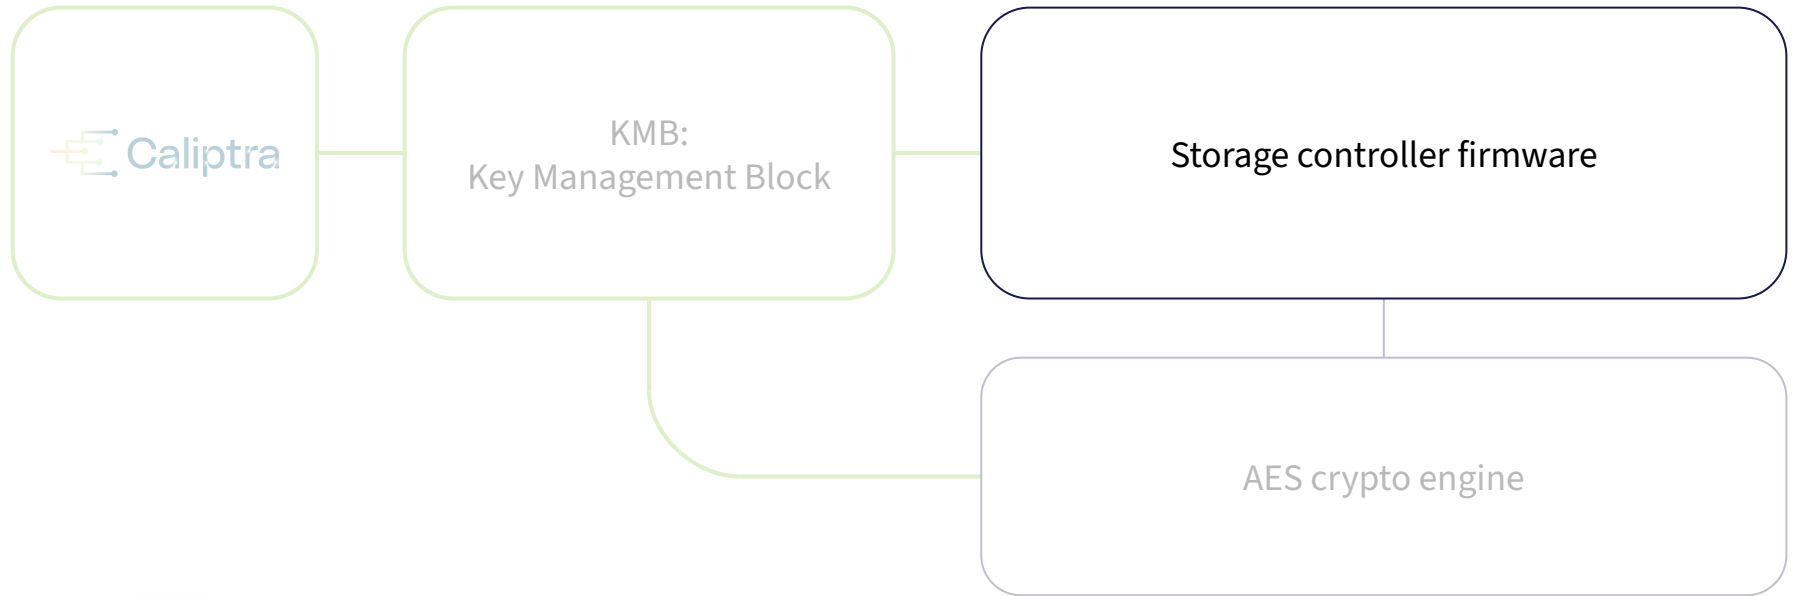 Caliptra
KMB:
Key Management Block
Storage controller firmware
AES crypto engine